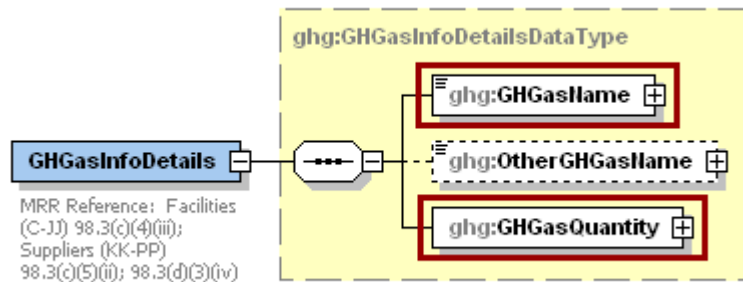 ghg:GHGasInfoDetailsDataType
ghg:GHGasName
GHGasInfoDetails
ghg:OtherGHGasName
MRR Reference: Facilities
(C-JJ) 98.3(c)(4)(iii);
Suppliers (KK-PP)
98.3(c)(5)(ii); 98.3(d)(3)(iv)
ghg:GHGasQuantity